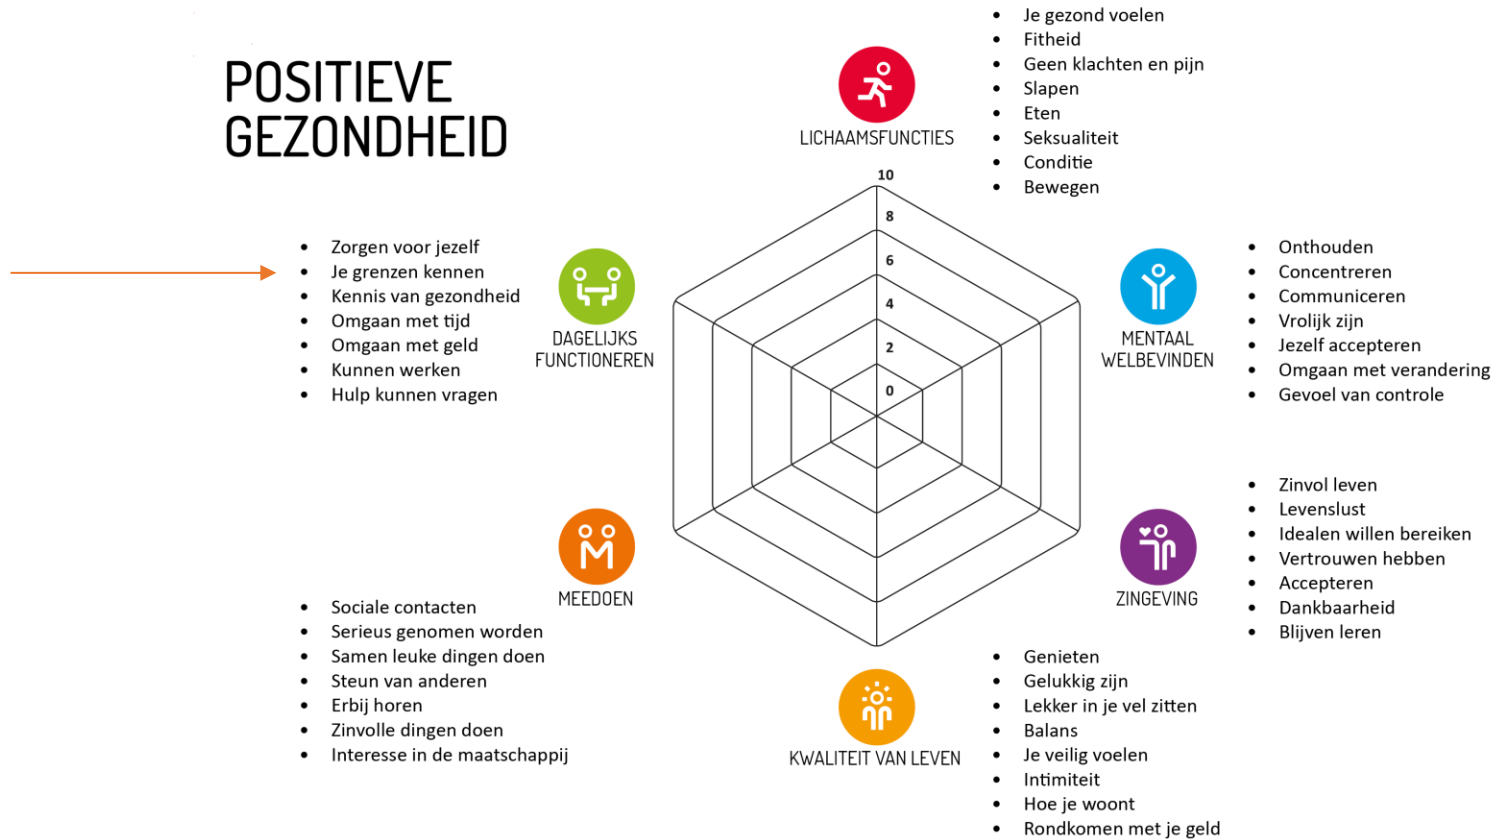 POSITIEVE
GEZONDHEID
LICHAAMSFUNCTIES
• Je gezond voelen
• Fitheid
• Geen klachten en pijn
• Slapen
• Eten
• Seksualiteit
• Conditie
• Bewegen
10
8
6
4
2
0
• Zorgen voor jezelf
• Je grenzen kennen
• Kennis van gezondheid
• Omgaan met tijd
• Omgaan met geld
• Kunnen werken
• Hulp kunnen vragen
DAGELIJKS
FUNCTIONEREN
MENTAAL
WELBEVINDEN
• Onthouden
• Concentreren
• Communiceren
• Vrolijk zijn
• Jezelf accepteren
• Omgaan met verandering
• Gevoel van controle
MEEDOEN
• Sociale contacten
• Serieus genomen worden
• Samen leuke dingen doen
• Steun van anderen
• Erbij horen
• Zinvolle dingen doen
• Interesse in de maatschappij
ZINGEVING
• Zinvol leven
• Levenslust
• Idealen willen bereiken
• Vertrouwen hebben
• Accepteren
• Dankbaarheid
• Blijven leren
KWALITEIT VAN LEVEN
• Genieten
• Gelukkig zijn
• Lekker in je vel zitten
• Balans
• Je veilig voelen
• Intimiteit
• Hoe je woont
• Rondkomen met je geld